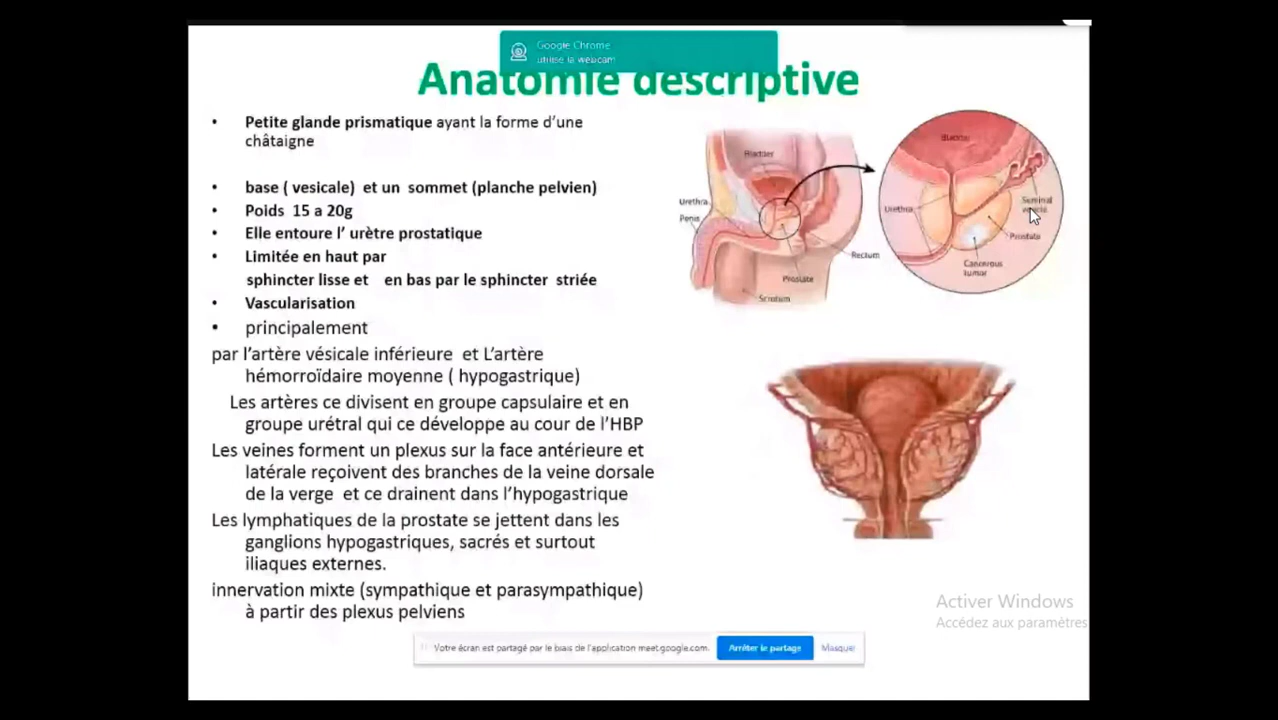 Google Chrome
utilise la webcam
Anatomie descriptive
• Petite glande prismatique ayant la forme d’une
châtaigne
• base ( vesicale) et un sommet (planche pelvien)
• Poids 15 a 20g
• Elle entoure l’ urètre prostatique
• Limitée en haut par
sphincter lisse et en bas par le sphincter striée
• Vascularisation
• principalement
par l’artère vésicale inférieure et L’artère
hémorroïdaire moyenne ( hypogastrique)
Les artères ce divisent en groupe capsulaire et en
groupe urétral qui ce développe au cour de l’HBP
Les veines forment un plexus sur la face antérieure et
latérale reçoivent des branches de la veine dorsale
de la verge et ce drainent dans l’hypogastrique
Les lymphatiques de la prostate se jettent dans les
ganglions hypogastriques, sacrés et surtout
iliaques externes.
innervation mixte (sympathique et parasympathique)
à partir des plexus pelviens
Bladder
Urethra
Penis
Rectum
Prostate
Scrotum
Bladder
Urethra
Seminal
vesicle
Prostate
Cancerous
tumor
Activer Windows
Accédez aux paramètres
Votre écran est partagé par le biais de l'application meet.google.com.
Arrêter le partage
Masquer